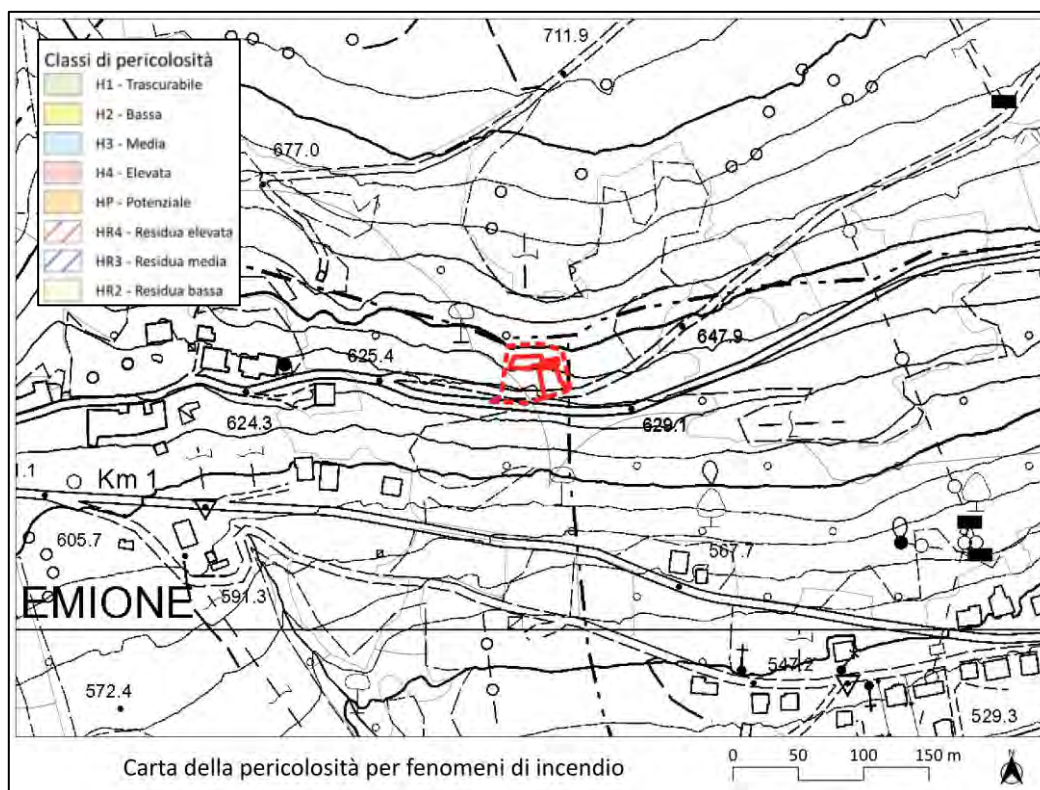 Classi di pericolosità
H1 - Trascurabile
H2 - Bassa
H3 - Media
H4 - Elevata
HP - Potenziale
HR4 - Residua elevata
HR3 - Residua media
HR2 - Residua bassa
711.9
677.0
647.9
625.4
624.3
629.1
1.1
Km 1
605.7
567.7
591.3
EMIONE
547.2
572.4
529.3
Carta della pericolosità per fenomeni di incendio
0 50 100 150 m
N